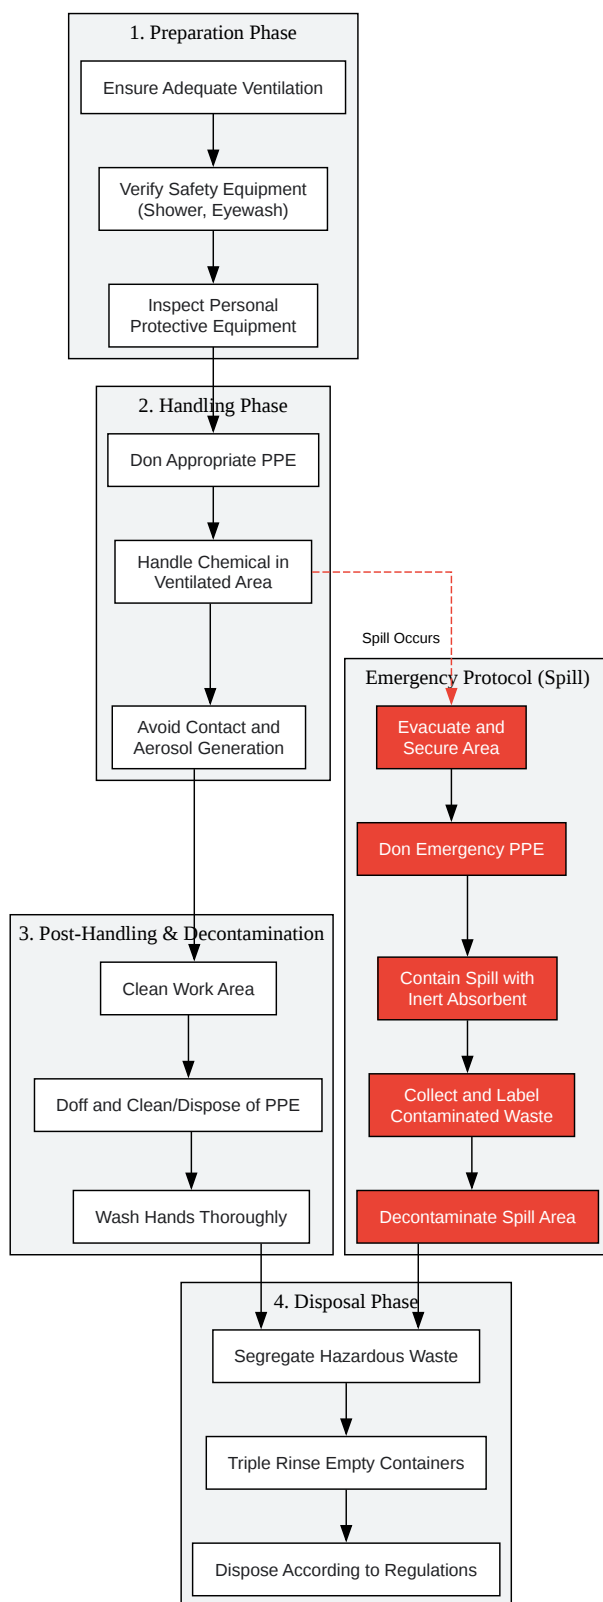 1. Preparation Phase
Ensure Adequate Ventilation
Verify Safety Equipment
(Shower, Eyewash)
Inspect Personal
Protective Equipment
2. Handling Phase
Don Appropriate PPE
Handle Chemical in
Ventilated Area
Spill Occurs
Avoid Contact and
Aerosol Generation
Emergency Protocol (Spill)
Evacuate and
Secure Area
Don Emergency PPE
Contain Spill with
Inert Absorbent
Collect and Label
Contaminated Waste
Decontaminate Spill Area
3. Post-Handling & Decontamination
Clean Work Area
Doff and Clean/Dispose of PPE
Wash Hands Thoroughly
4. Disposal Phase
Segregate Hazardous Waste
Triple Rinse Empty Containers
Dispose According to Regulations